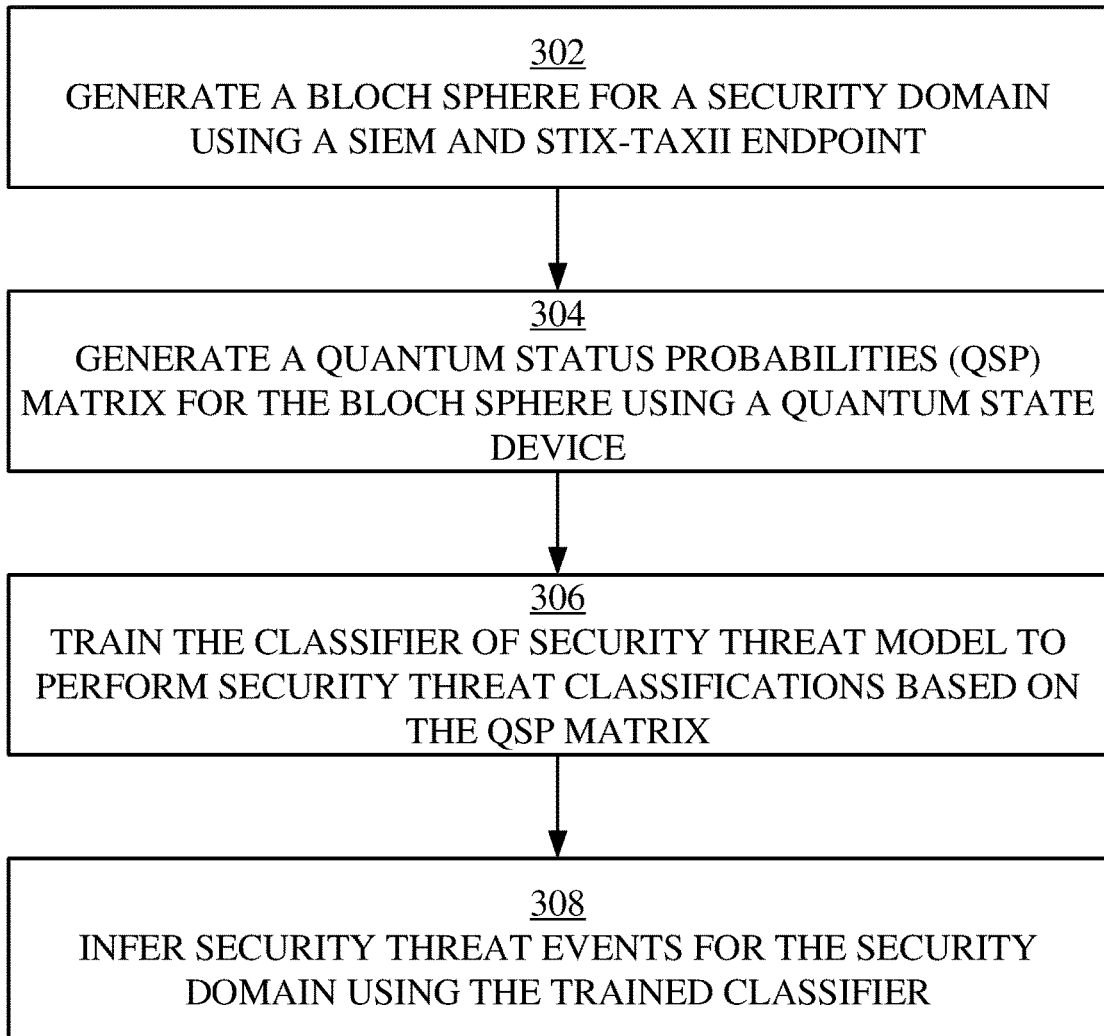 302
GENERATE A BLOCH SPHERE FOR A SECURITY DOMAIN
USING A SIEM AND STIX-TAXII ENDPOINT
304
GENERATE A QUANTUM STATUS PROBABILITIES (QSP)
MATRIX FOR THE BLOCH SPHERE USING A QUANTUM STATE
DEVICE
306
TRAIN THE CLASSIFIER OF SECURITY THREAT MODEL TO
PERFORM SECURITY THREAT CLASSIFICATIONS BASED ON
THE QSP MATRIX
308
INFER SECURITY THREAT EVENTS FOR THE SECURITY
DOMAIN USING THE TRAINED CLASSIFIER